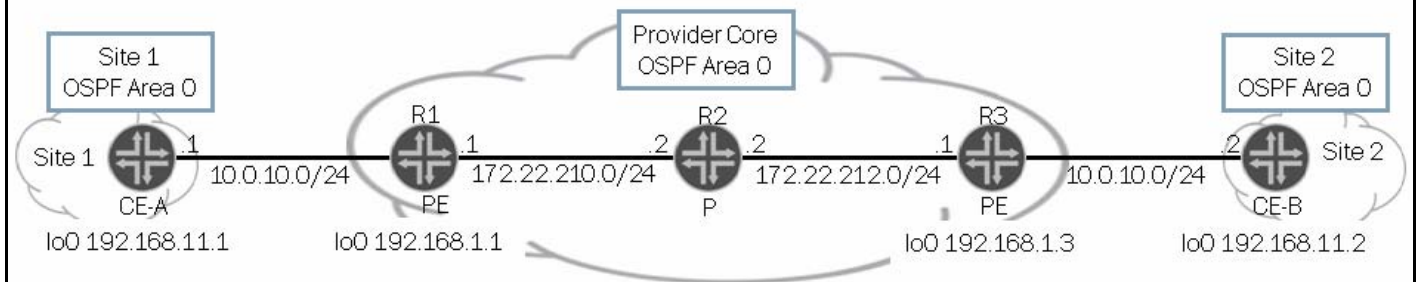 Site 1
OSPF Area 0
Provider Core
OSPF Area 0
Site 2
OSPF Area 0
R1
R2
R3
Site 1
.1
.1
.2
.2
.1
.2
Site 2
10.0.10.0/24
172.22.210.0/24
172.22.212.0/24
10.0.10.0/24
CE-A
PE
P
PE
CE-B
lo0 192.168.11.1
lo0 192.168.1.1
lo0 192.168.1.3
lo0 192.168.11.2